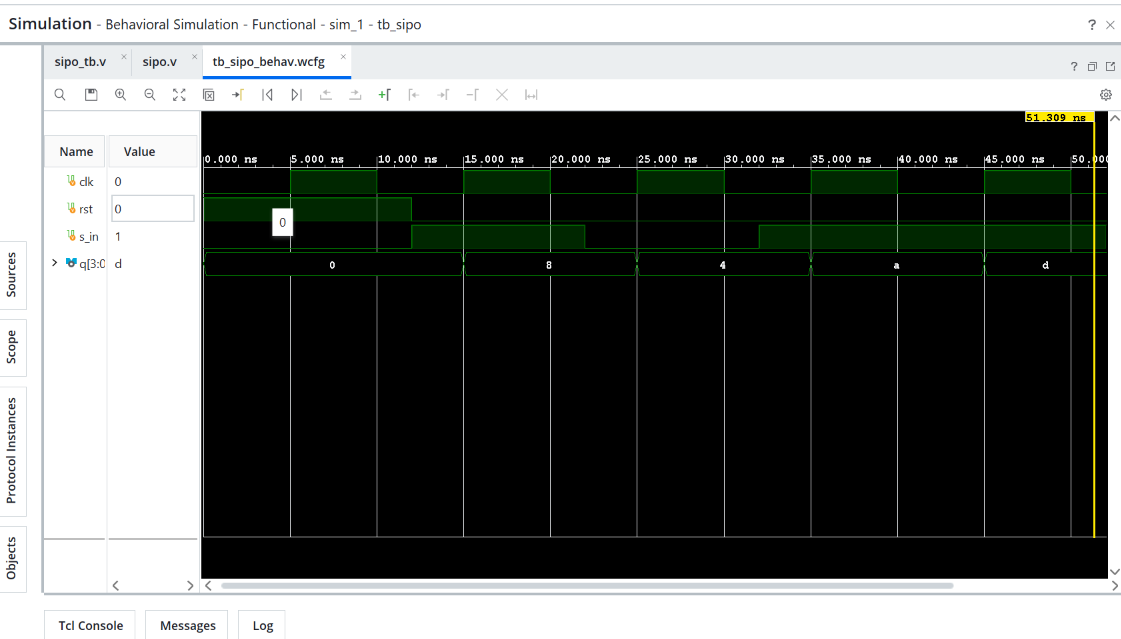 Simulation - Behavioral Simulation - Functional - sim_1 - tb_sipo
? ×
sipo_tb.v × sipo.v × tb_sipo_behav.wcfg ×
?
51.309 ns
Name Value
0.000 ns 5.000 ns 10.000 ns 15.000 ns 20.000 ns 25.000 ns 30.000 ns 35.000 ns 40.000 ns 45.000 ns 50.000
clk 0
rst 0
0
s_in 1
q[3:0 d
0 8 4 a d
Sources
Scope
Protocol Instances
Objects
Tcl Console Messages Log